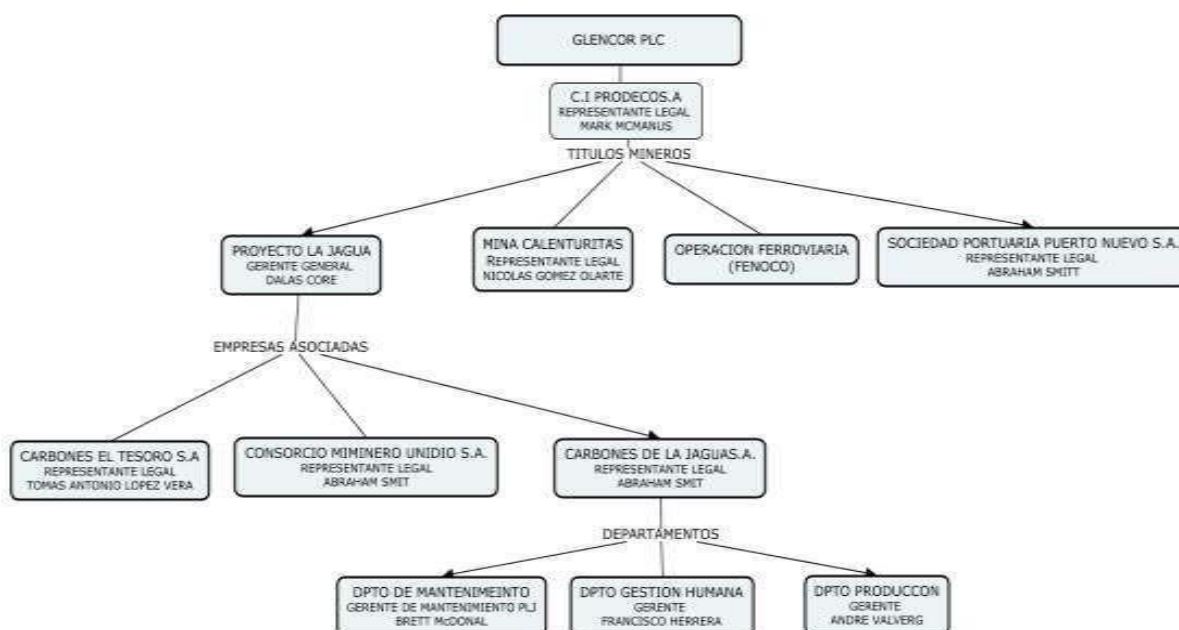 GLENCOR PLC
C.I PRODECOS.A
REPRESENTANTE LEGAL
MARK MCMANUS
TITULOS MINEROS
PROYECTO LA JAGUA
GERENTE GENERAL
DALAS CORE
MINA CALENTURITAS
REPRESENTANTE LEGAL
NICOLAS GOMEZ OLARTE
OPERACION FERROVIARIA
(FENOCO)
SOCIEDAD PORTUARIA PUERTO NUEVO S.A.
REPRESENTANTE LEGAL
ABRAHAM SMITT
EMPRESAS ASOCIADAS
CARBONES EL TESORO S.A
REPRESENTANTE LEGAL
TOMAS ANTONIO LOPEZ VERA
CONSORCIO MIMINERO UNIDIO S.A.
REPRESENTANTE LEGAL
ABRAHAM SMIT
CARBONES DE LA JAGUAS.A.
REPRESENTANTE LEGAL
ABRAHAM SMIT
DEPARTAMENTOS
DPTO DE MANTENIMEINTO
GERENTE DE MANTENIMIENTO PLJ
BRETT McDONAL
DPTO GESTION HUMANA
GERENTE
FRANCISCO HERRERA
DPTO PRODUCCON
GERENTE
ANDRE VALVERG